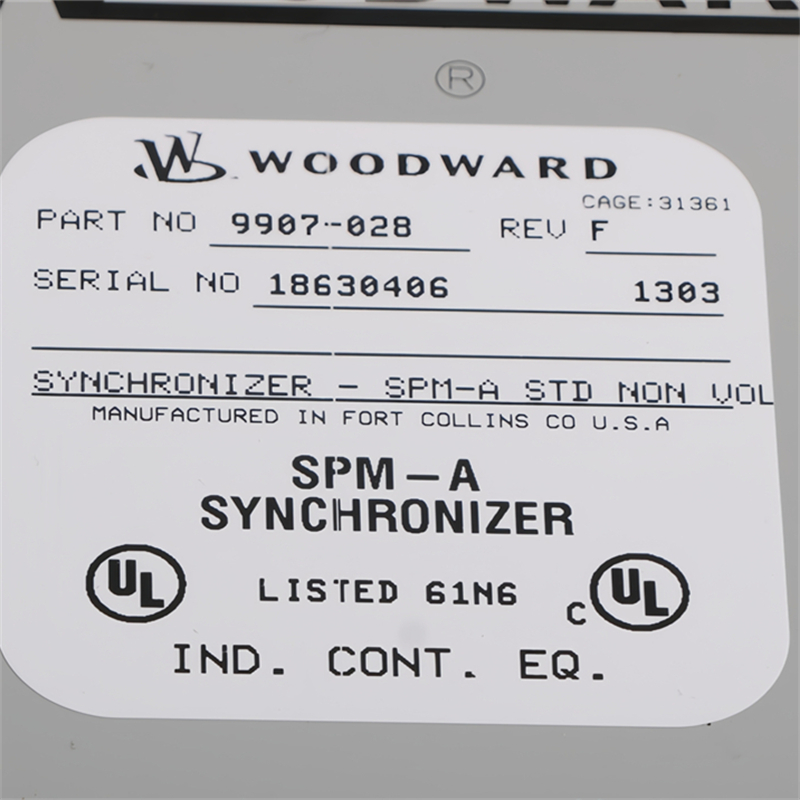 ®
WOODWARD
CAGE:31361
PART NO 9907-028 REV F
SERIAL NO 18630406 1303
SYNCHRONIZER - SPM-A STD NON VOL
MANUFACTURED IN FORT COLLINS CO U.S.A
SPM-A
SYNCHRONIZER
UL LISTED 61N6 C UL
IND. CONT. EQ.